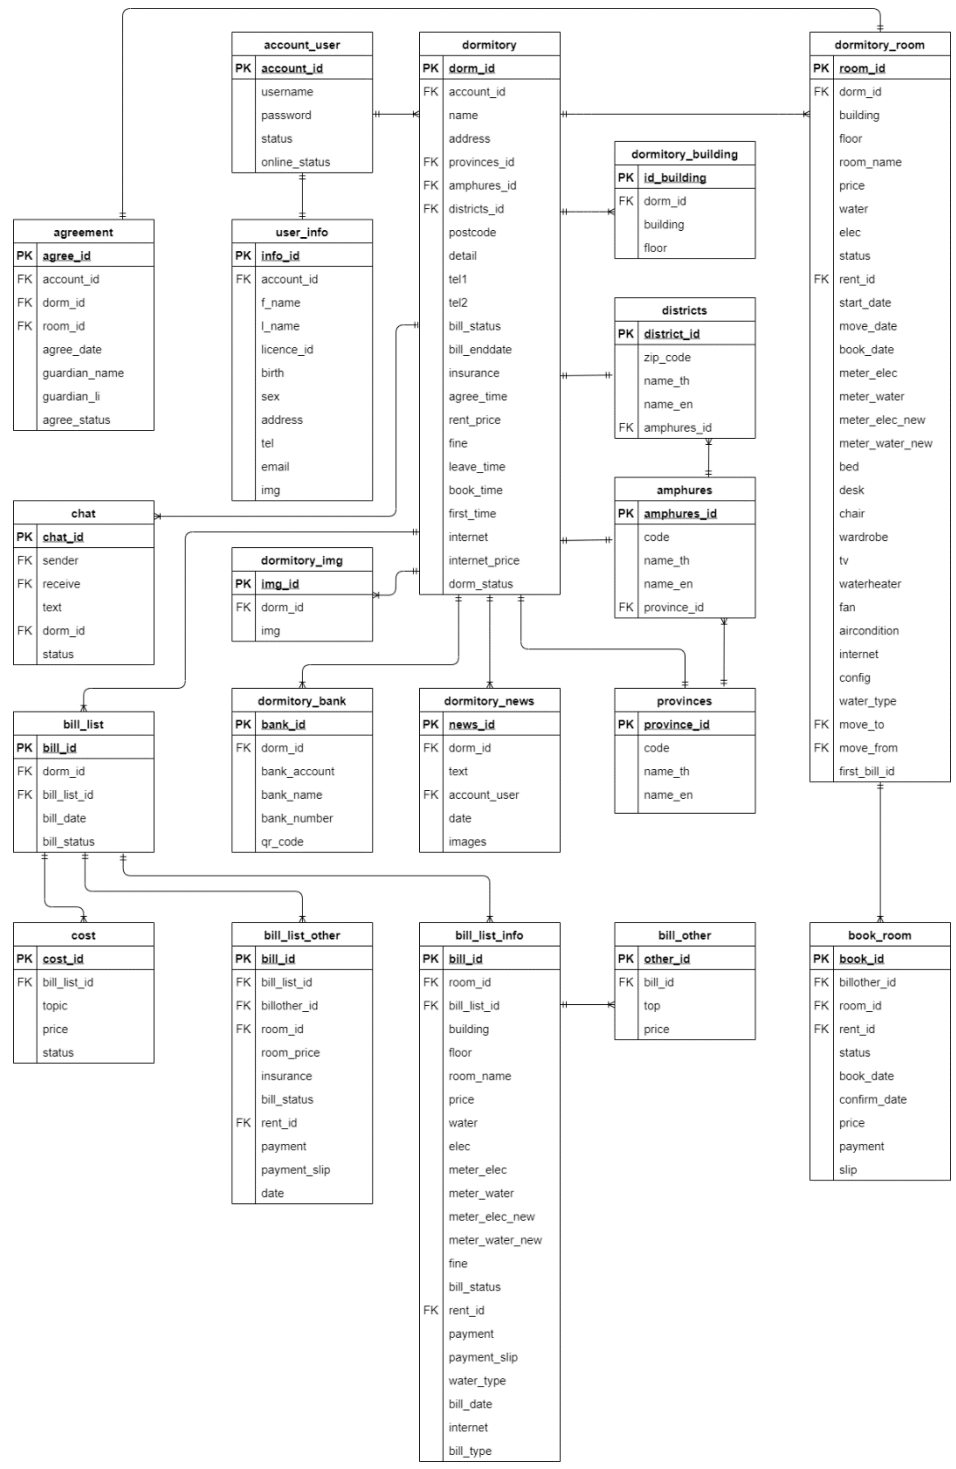 account_user
PK account_id
username
password
status
online_status
dormitory
PK dorm_id
FK account_id
name
address
FK provinces_id
FK amphures_id
FK districts_id
postcode
detail
tel1
tel2
bill_status
bill_enddate
insurance
agree_time
rent_price
fine
leave_time
book_time
first_time
internet
internet_price
dorm_status
dormitory_room
PK room_id
FK dorm_id
building
floor
room_name
price
water
elec
status
FK rent_id
start_date
move_date
book_date
meter_elec
meter_water
meter_elec_new
meter_water_new
bed
desk
chair
wardrobe
tv
waterheater
fan
aircondition
internet
config
water_type
FK move_to
FK move_from
first_bill_id
dormitory_building
PK id_building
FK dorm_id
building
floor
agreement
PK agree_id
FK account_id
FK dorm_id
FK room_id
agree_date
guardian_name
guardian_li
agree_status
user_info
PK info_id
FK account_id
f_name
l_name
licence_id
birth
sex
address
tel
email
img
districts
PK district_id
zip_code
name_th
name_en
FK amphures_id
chat
PK chat_id
FK sender
FK receive
text
FK dorm_id
status
dormitory_img
PK img_id
FK dorm_id
img
amphures
PK amphures_id
code
name_th
name_en
FK province_id
bill_list
PK bill_id
FK dorm_id
FK bill_list_id
bill_date
bill_status
dormitory_bank
PK bank_id
FK dorm_id
bank_account
bank_name
bank_number
qr_code
dormitory_news
PK news_id
FK dorm_id
text
FK account_user
date
images
provinces
PK province_id
code
name_th
name_en
cost
PK cost_id
FK bill_list_id
topic
price
status
bill_list_other
PK bill_id
FK bill_list_id
FK billother_id
FK room_id
room_price
insurance
bill_status
FK rent_id
payment
payment_slip
date
bill_list_info
PK bill_id
FK room_id
FK bill_list_id
building
floor
room_name
price
water
elec
meter_elec
meter_water
meter_elec_new
meter_water_new
fine
bill_status
FK rent_id
payment
payment_slip
water_type
bill_date
internet
bill_type
bill_other
PK other_id
FK bill_id
top
price
book_room
PK book_id
FK billother_id
FK room_id
FK rent_id
status
book_date
confirm_date
price
payment
slip